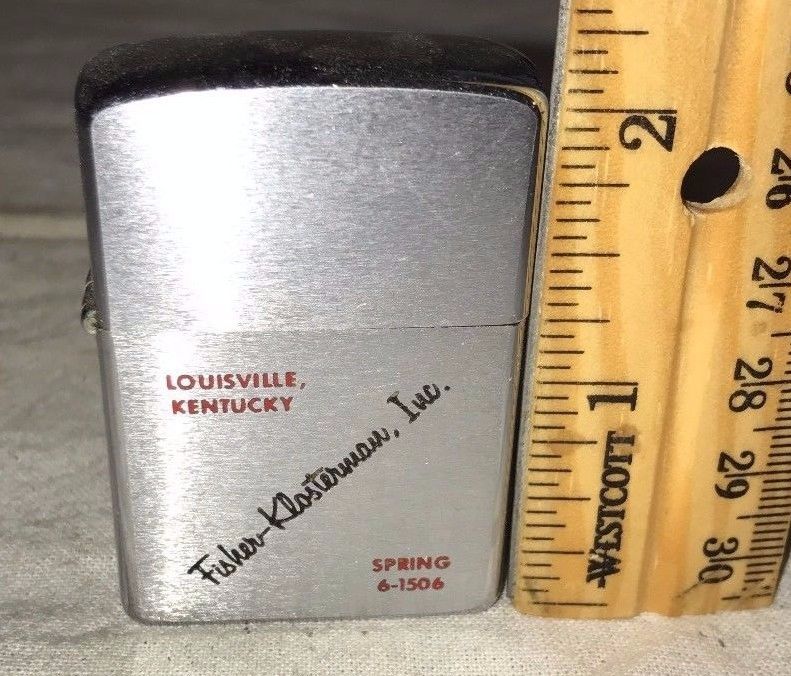 LOUISVILLE,
KENTUCKY
Fisher-Klosterman, Inc.
SPRING
6-1506
2
1
WESTCOTT
26
27
28
29
30